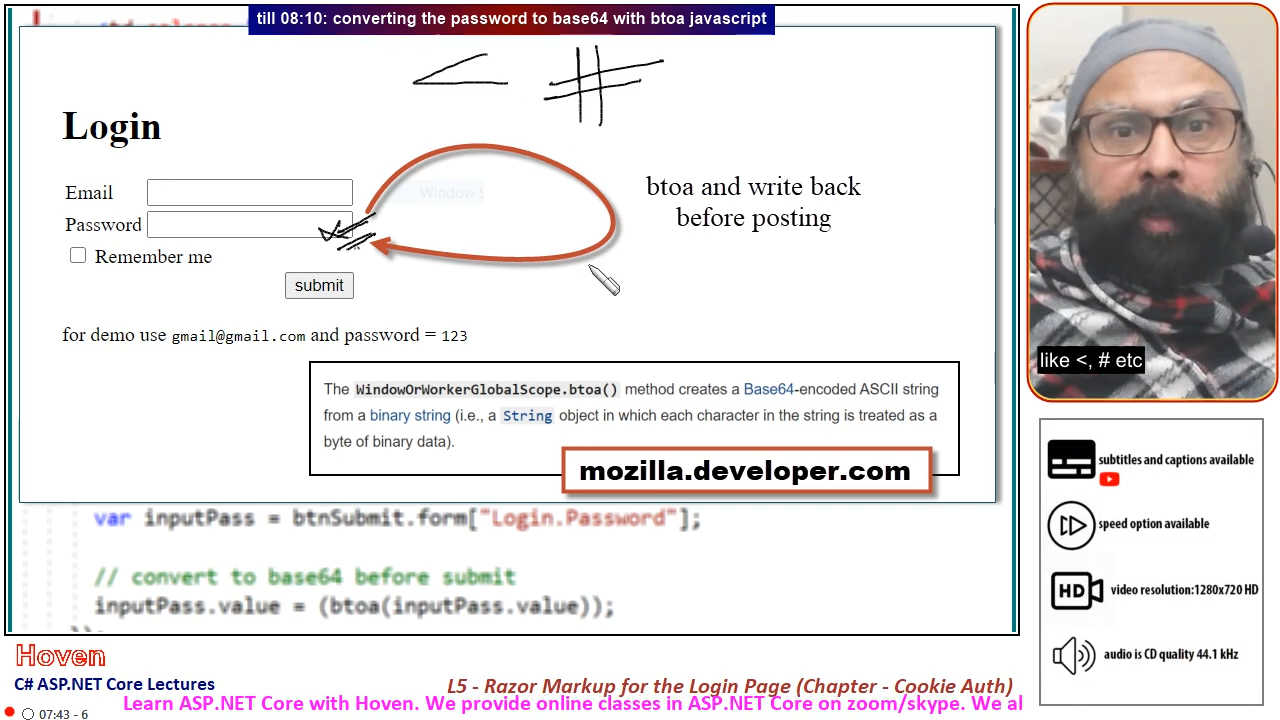 till 08:10: converting the password to base64 with btoa javascript
< #
Login
Email
Window S
Password
Remember me
submit
btoa and write back
before posting
for demo use gmail@gmail.com and password = 123
like <, # etc
The WindowOrWorkerGlobalScope.btoa() method creates a Base64-encoded ASCII string
from a binary string (i.e., a String object in which each character in the string is treated as a
byte of binary data).
mozilla.developer.com
var inputPass = btnSubmit.form["Login.Password"];
// convert to base64 before submit
inputPass.value = (btoa(inputPass.value));
subtitles and captions available
speed option available
HD
video resolution:1280x720 HD
audio is CD quality 44.1 kHz
Hoven
C# ASP.NET Core Lectures
L5 - Razor Markup for the Login Page (Chapter - Cookie Auth)
Learn ASP.NET Core with Hoven. We provide online classes in ASP.NET Core on zoom/skype. We al
07:43 - 6